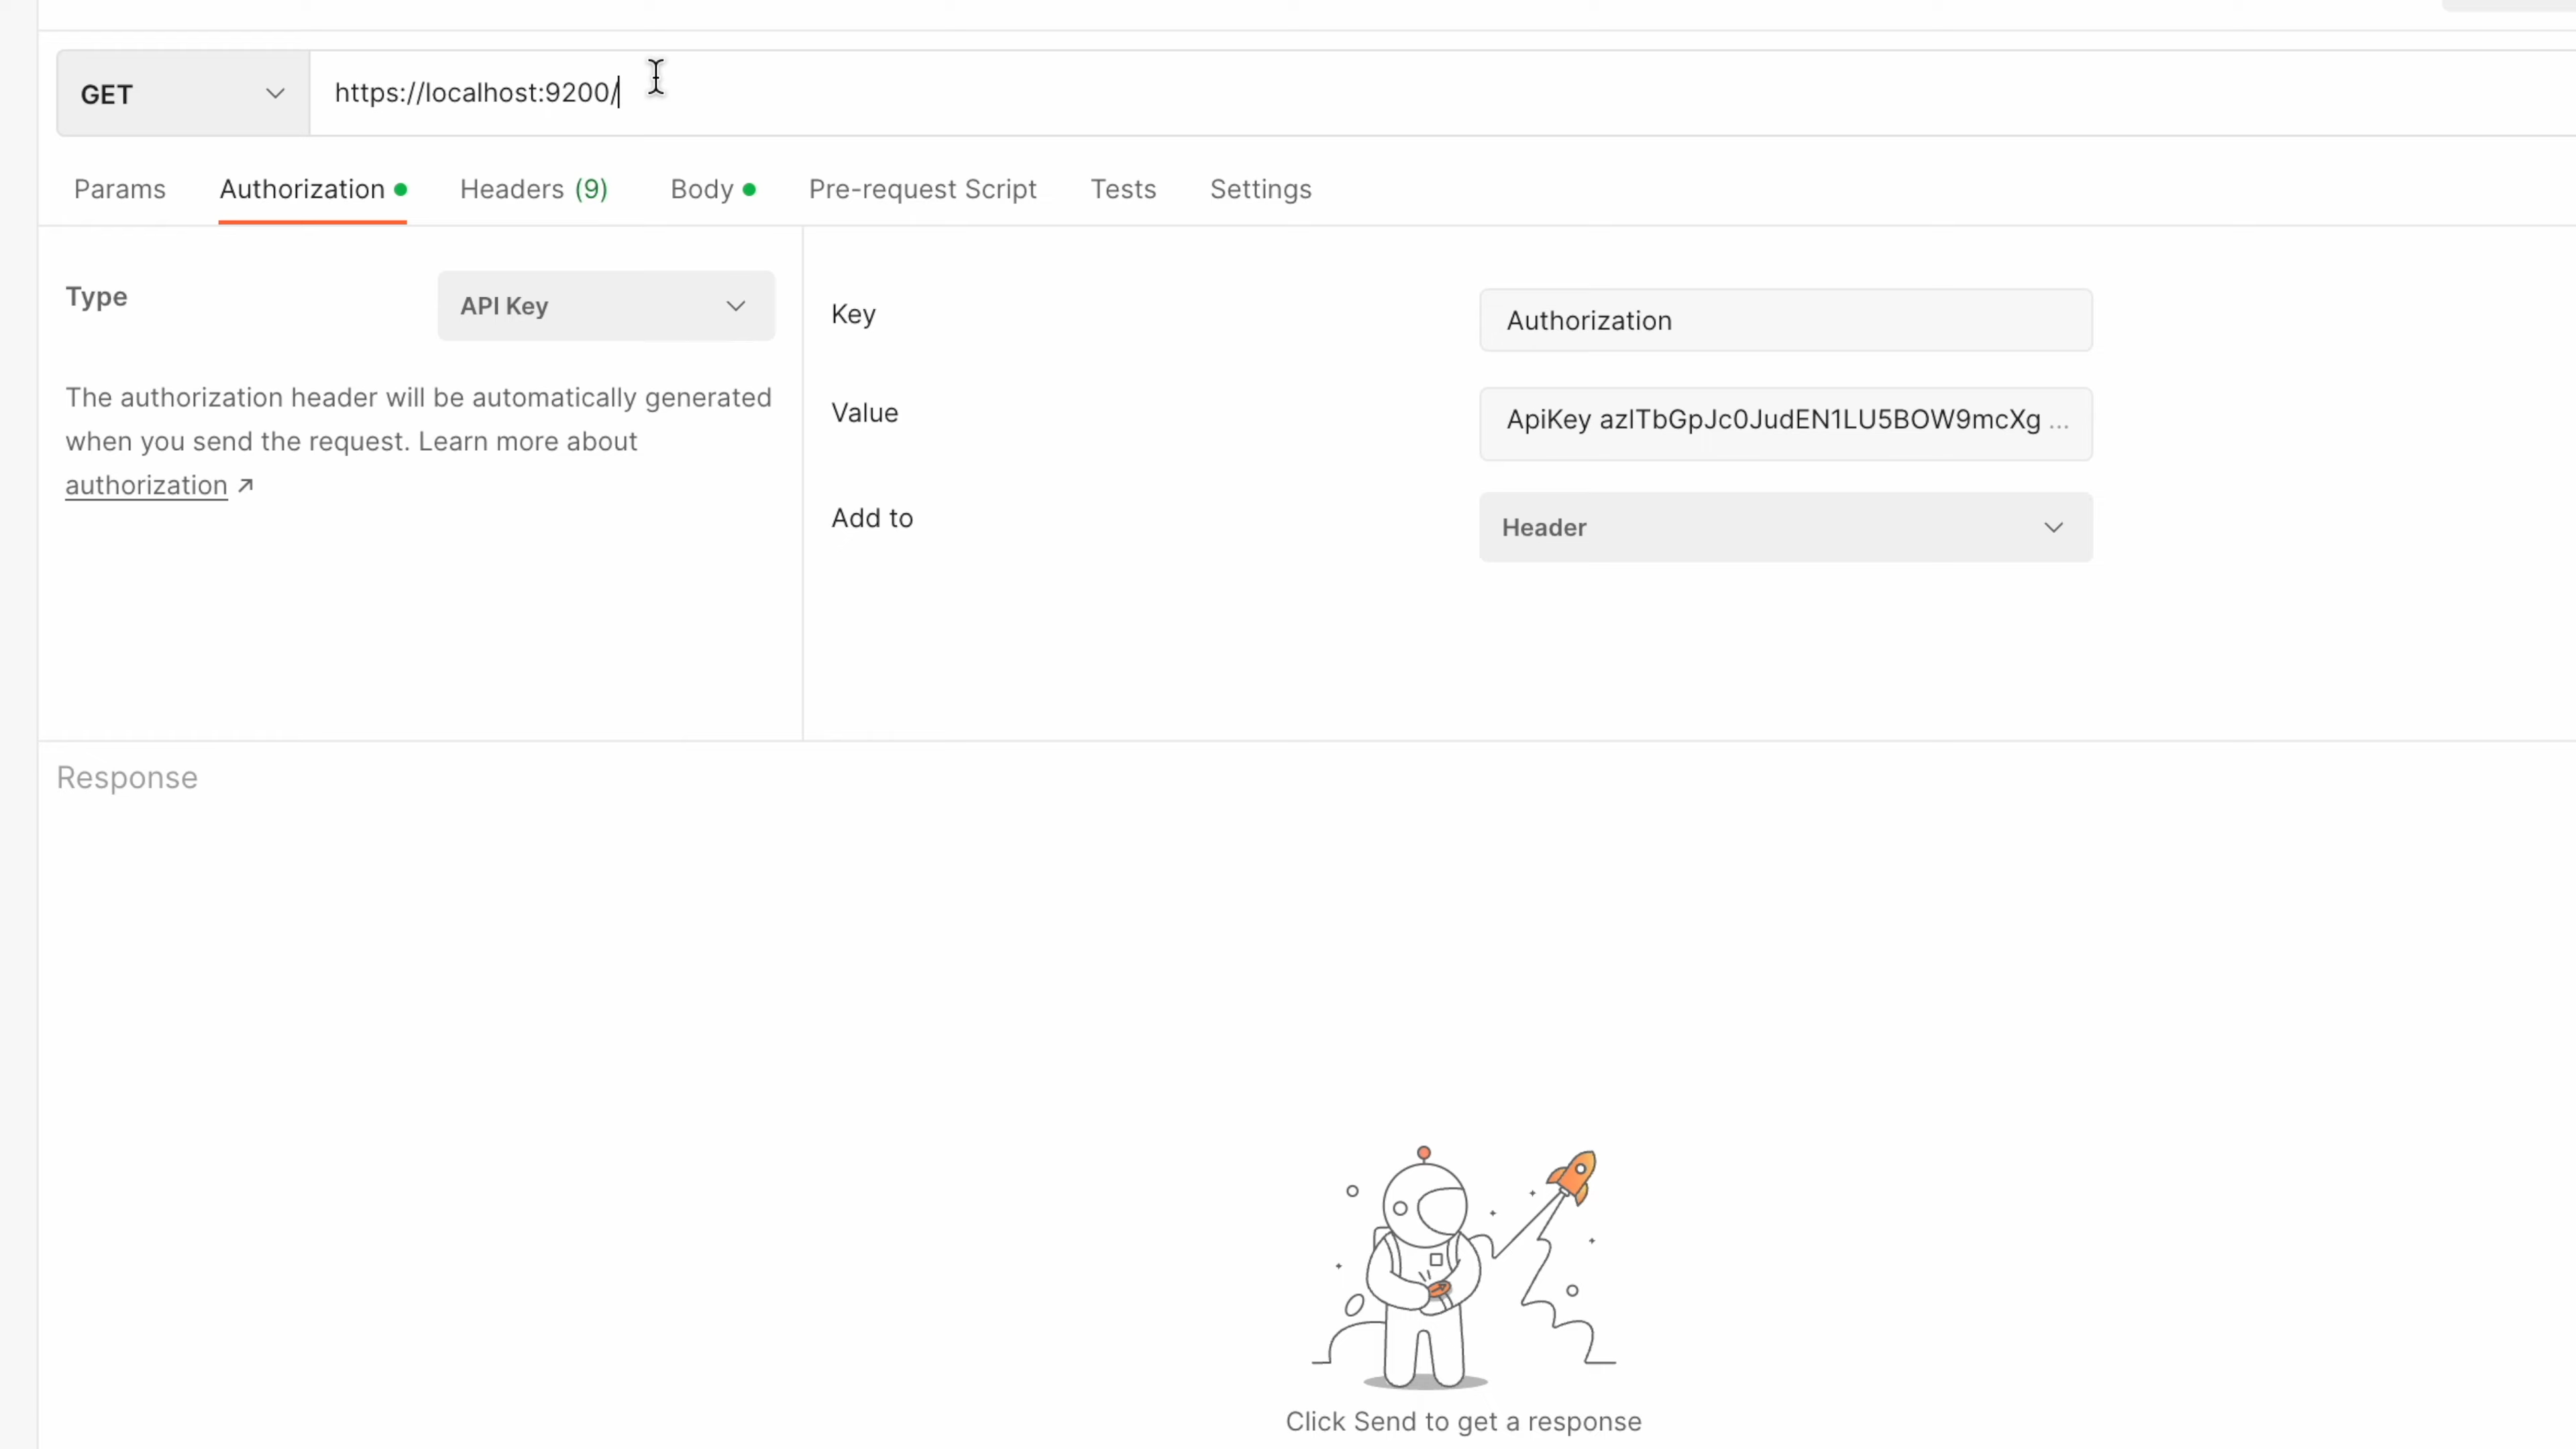 GET
https://localhost:9200/
Params
Authorization
Headers (9)
Body
Pre-request Script
Tests
Settings
Type
API Key
The authorization header will be automatically generated
when you send the request. Learn more about
authorization ↗
Key
Authorization
Value
ApiKey azlTbGpJc0JudEN1LU5BOW9mcXg ...
Add to
Header
Response
Click Send to get a response